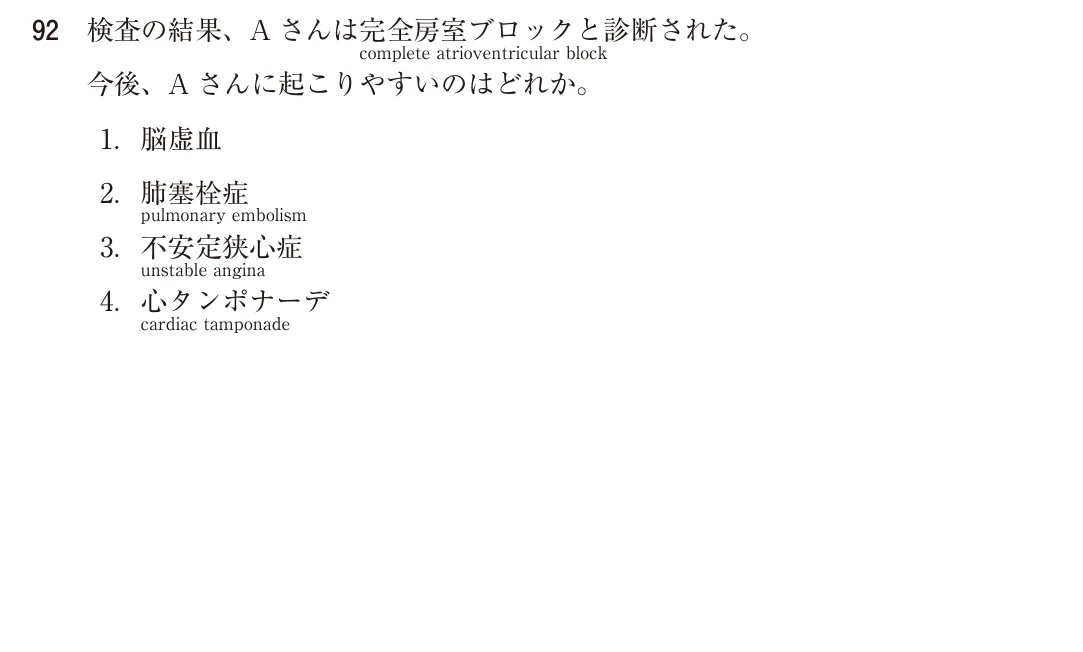 92 検査の結果、A さんは完全房室ブロックと診断された。
complete atrioventricular block
今後、A さんに起こりやすいのはどれか。
1. 脳虚血
2. 肺塞栓症
pulmonary embolism
3. 不安定狭心症
unstable angina
4. 心タンポナーデ
cardiac tamponade